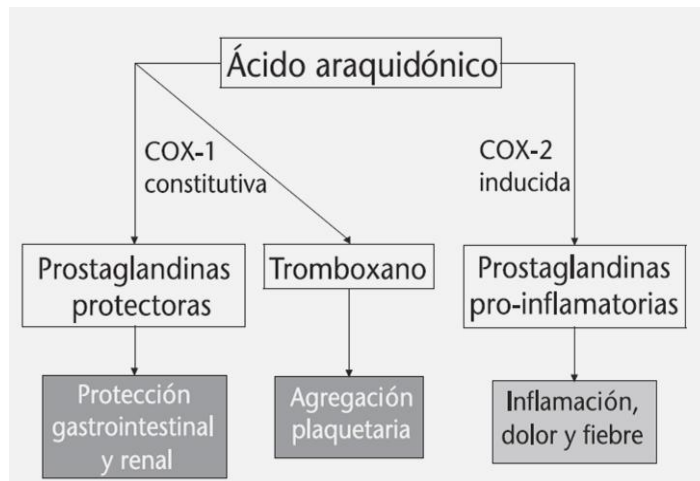 Ácido araquidónico
COX-1
constitutiva
COX-2
inducida
Prostaglandinas
protectoras
Tromboxano
Prostaglandinas
pro-inflamatorias
Protección
gastrointestinal
y renal
Agregación
plaquetaria
Inflamación,
dolor y fiebre